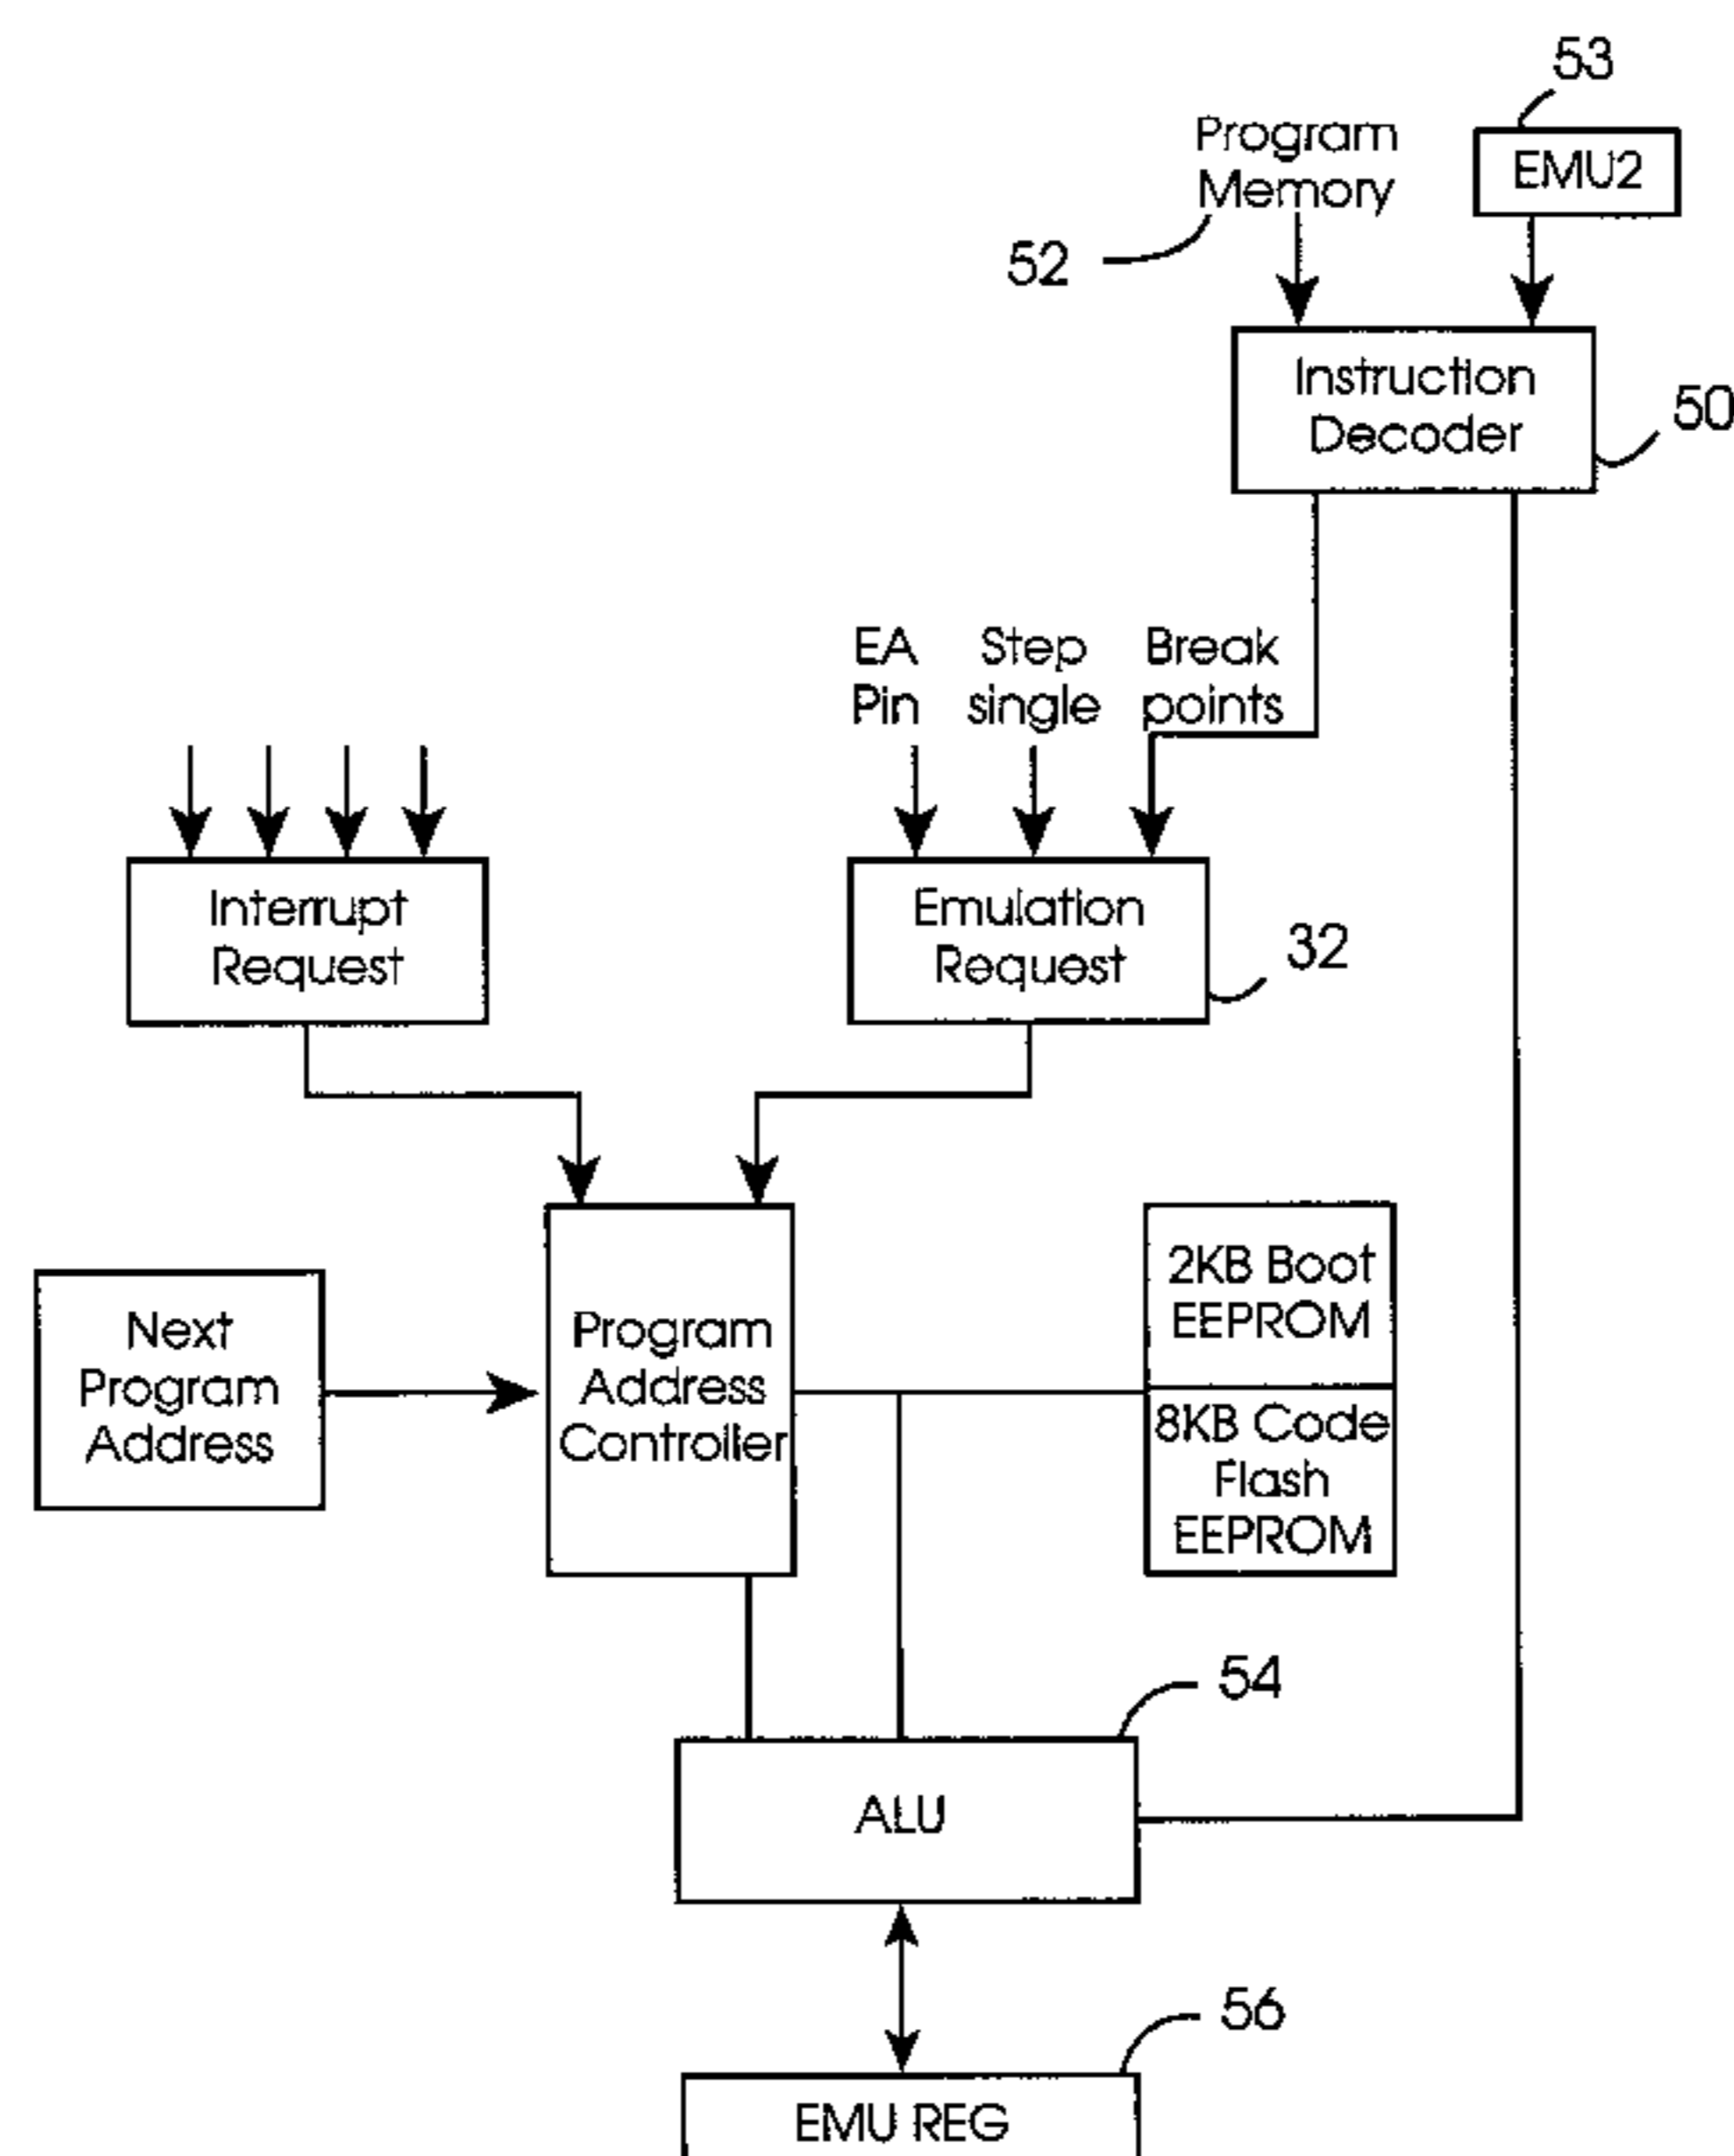 53
Program
Memory
EMU2
52
Instruction
Decoder
50
EA
Pin
Step
single
Break
points
Interrupt
Request
Emulation
Request
32
Next
Program
Address
Program
Address
Controller
2KB Boot
EEPROM
8KB Code
Flash
EEPROM
54
ALU
56
EMU REG